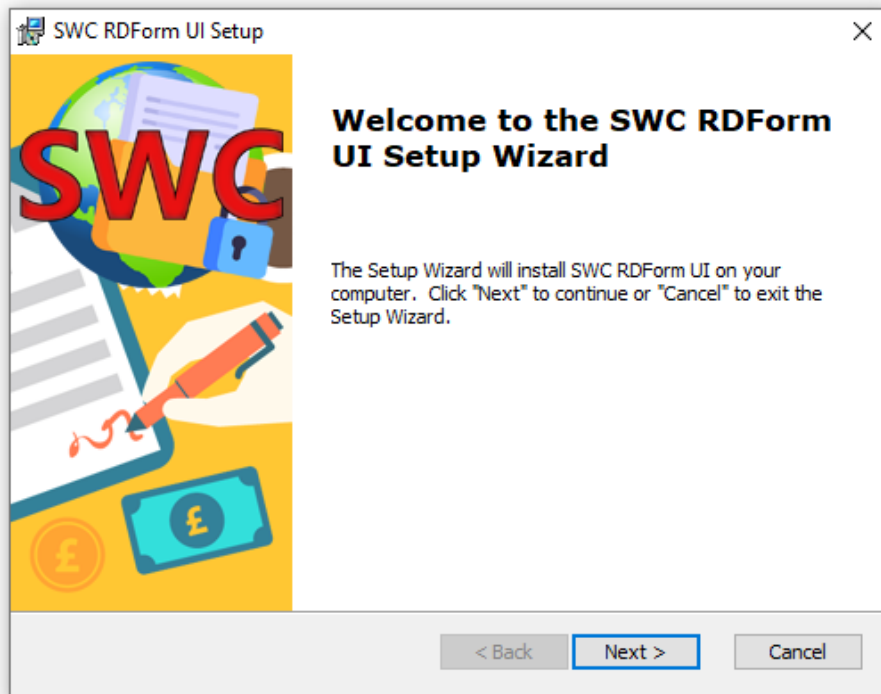 SWC RDForm UI Setup
SWC
Welcome to the SWC RDForm
UI Setup Wizard
The Setup Wizard will install SWC RDForm UI on your
computer.  Click "Next" to continue or "Cancel" to exit the
Setup Wizard.
£
£
< Back
Next >
Cancel